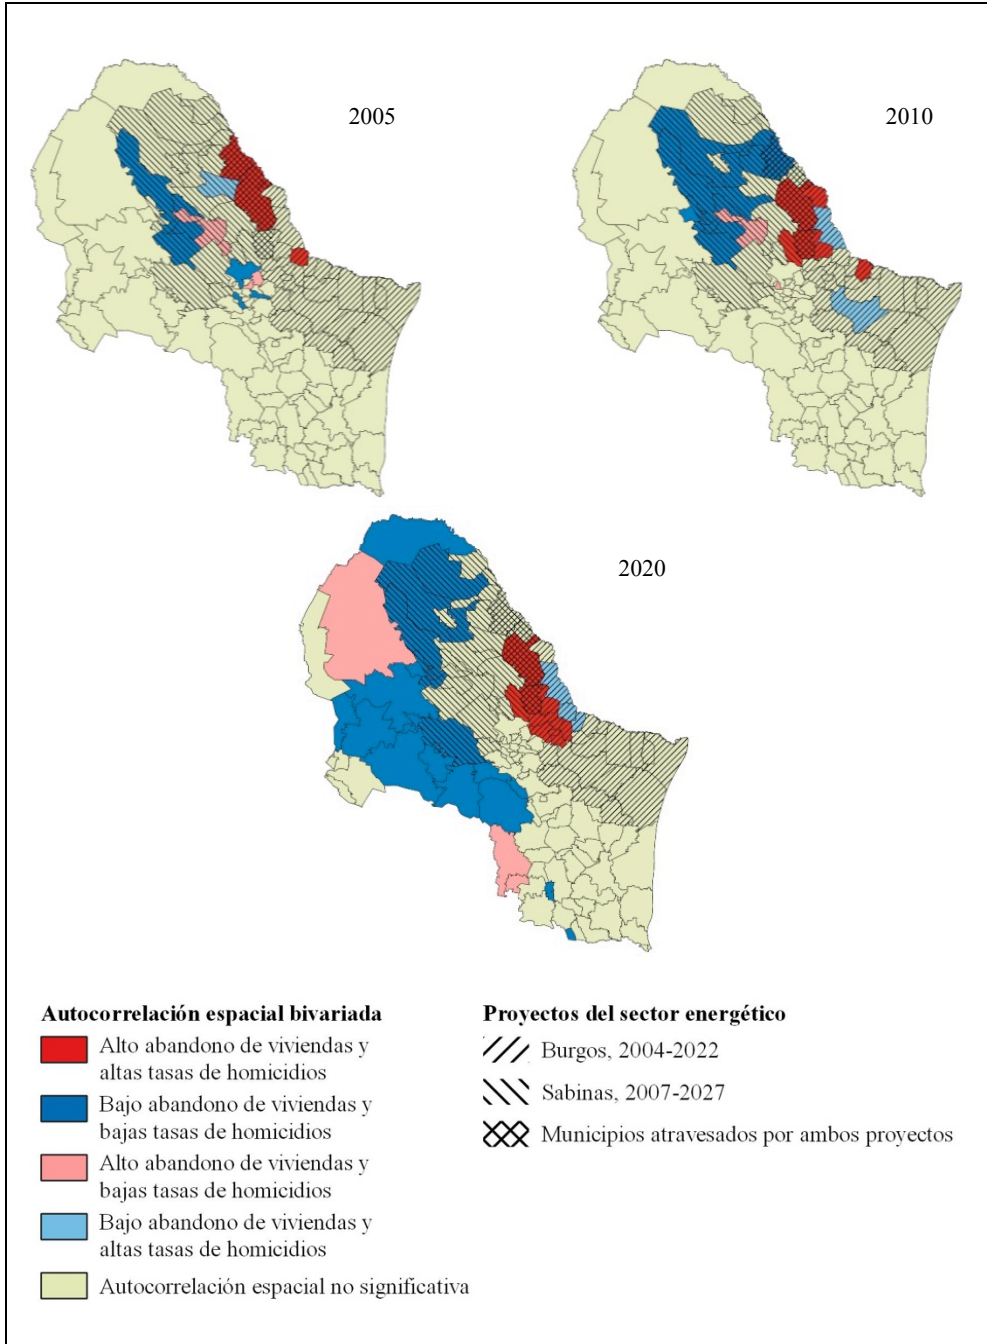 2005
2010
2020
Autocorrelación espacial bivariada
Alto abandono de viviendas y
altas tasas de homicidios
Bajo abandono de viviendas y
bajas tasas de homicidios
Alto abandono de viviendas y
bajas tasas de homicidios
Bajo abandono de viviendas y
altas tasas de homicidios
Autocorrelación espacial no significativa
Proyectos del sector energético
Burgos, 2004-2022
Sabinas, 2007-2027
Municipios atravesados por ambos proyectos